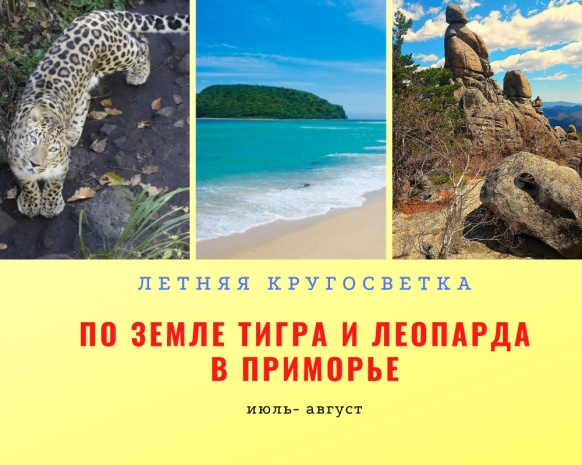 ЛЕТНЯЯ КРУГОСВЕТКА
ПО ЗЕМЛЕ ТИГРА И ЛЕОПАРДА
В ПРИМОРЬЕ
июль- август